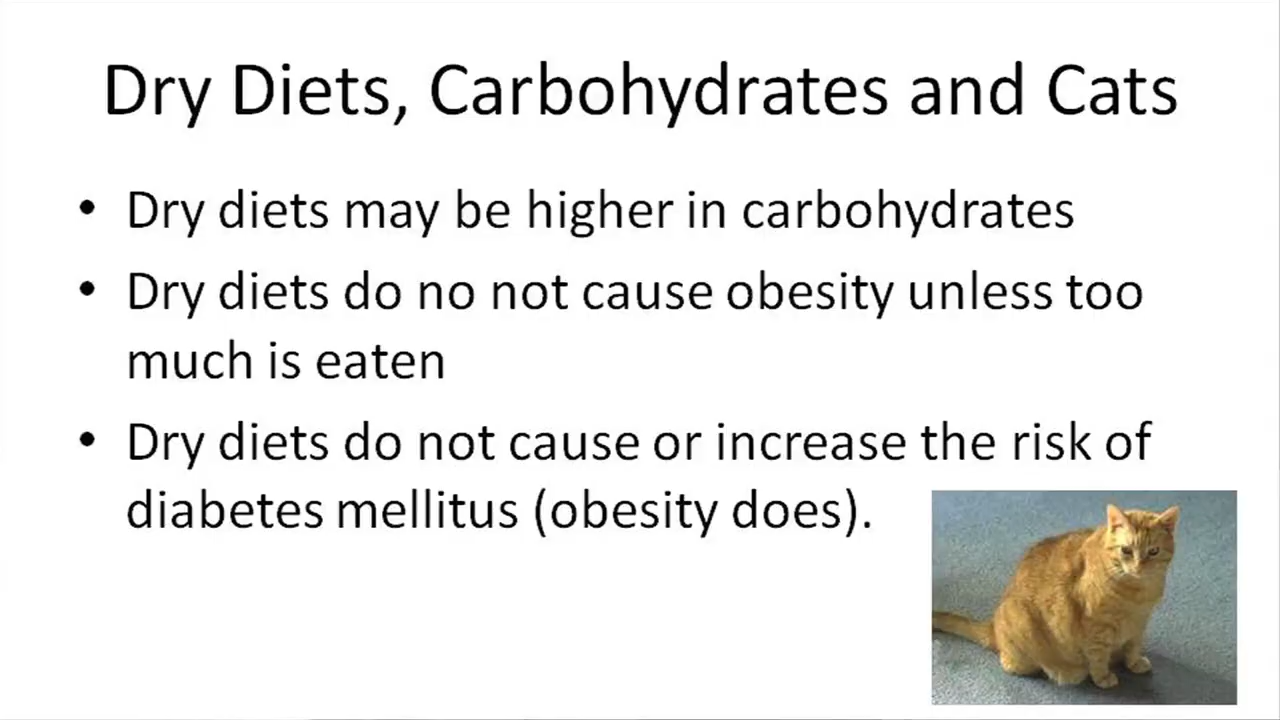 Dry Diets, Carbohydrates and Cats
• Dry diets may be higher in carbohydrates
• Dry diets do no not cause obesity unless too
much is eaten
• Dry diets do not cause or increase the risk of
diabetes mellitus (obesity does).